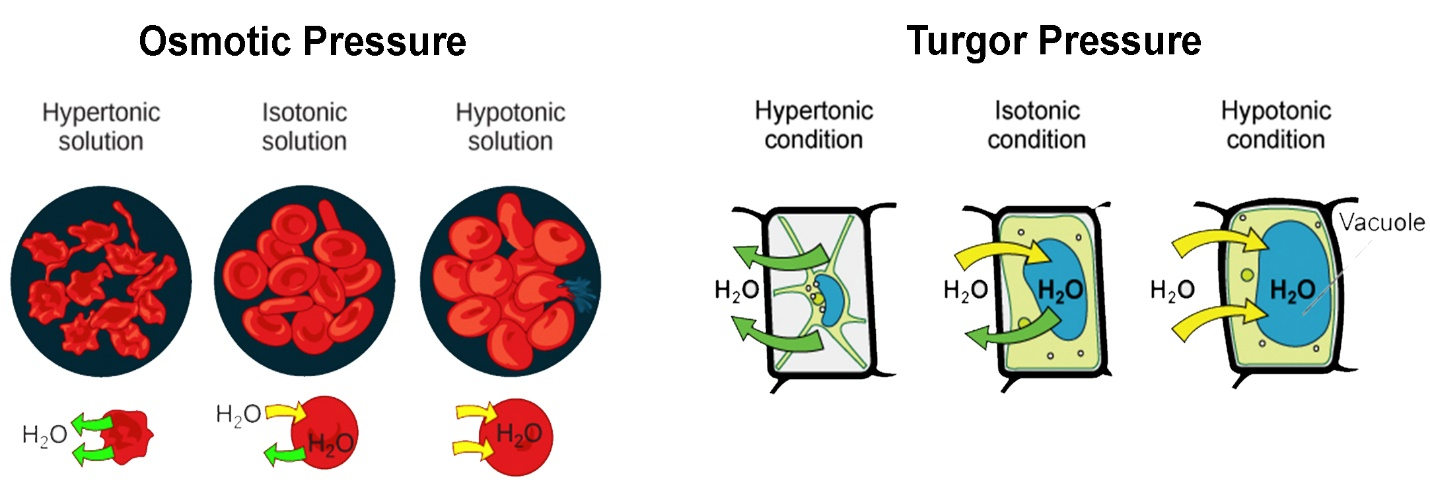 Osmotic Pressure
Hypertonic
solution
Isotonic
solution
Hypotonic
solution
H₂O
H₂O
H₂O
H₂O
Turgor Pressure
Hypertonic
condition
Isotonic
condition
Hypotonic
condition
Vacuole
H₂O
H₂O
H₂O
H₂O
H₂O